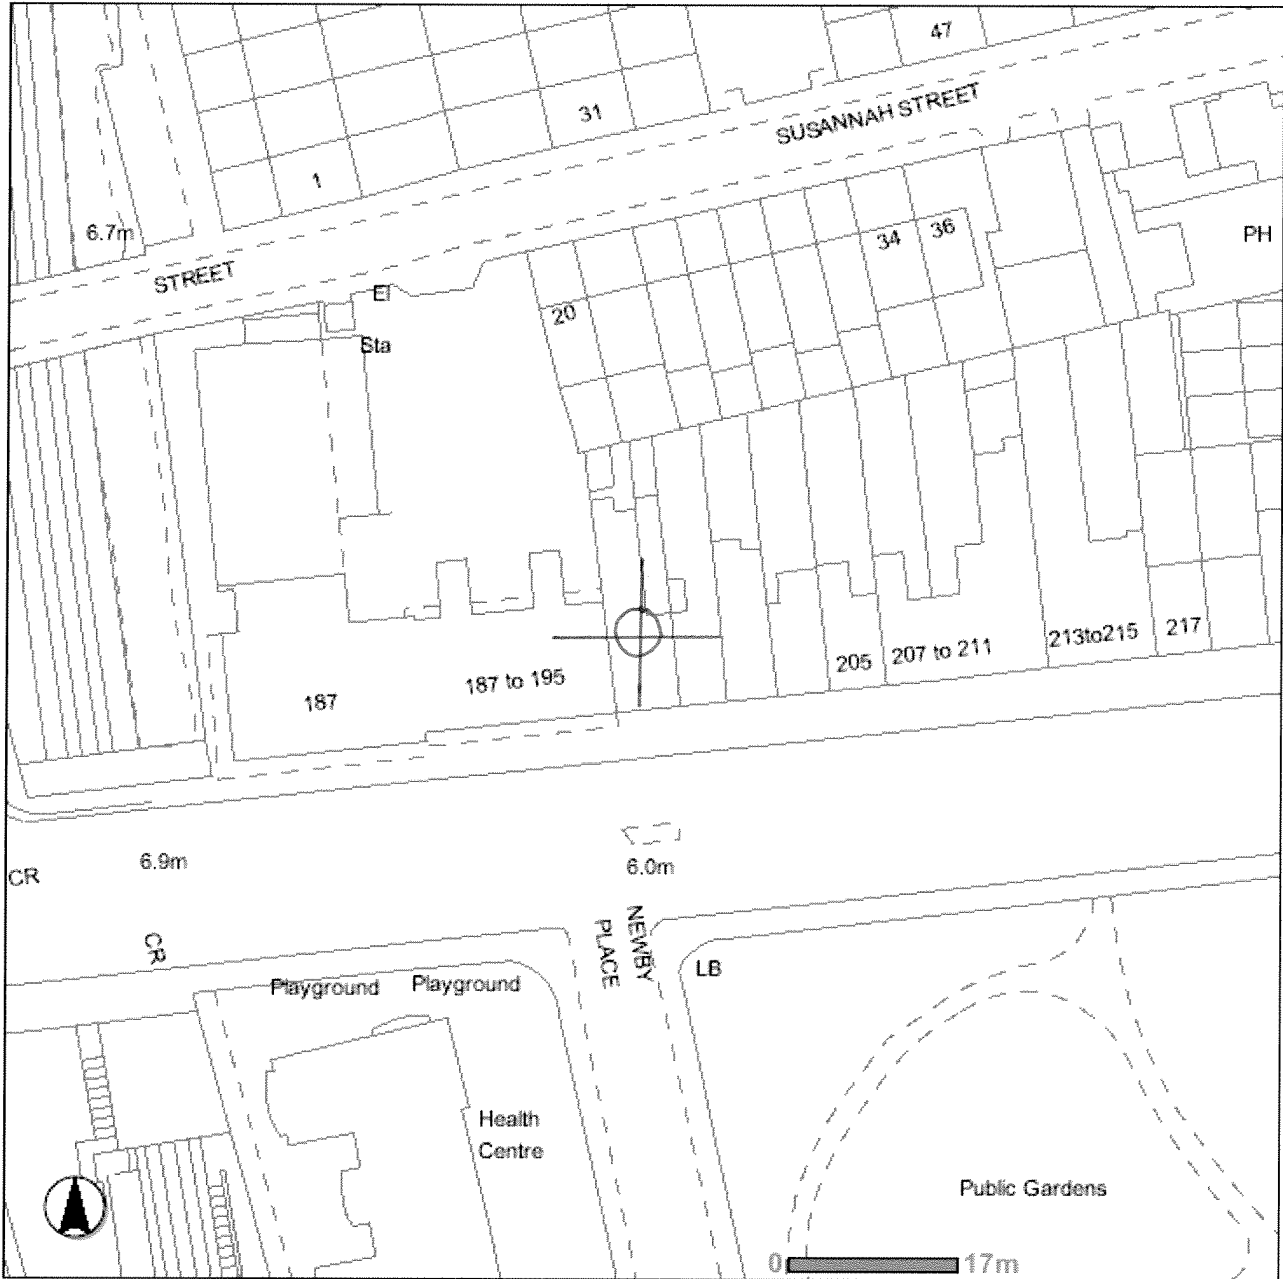 47
31
SUSANNAH STREET
1
6.7m
34
36
PH
STREET
El
20
Sta
187
187 to 195
205
207 to 211
213to215
217
6.9m
6.0m
CR
CR
NEWBY
PLACE
LB
Playground
Playground
Health
Centre
Public Gardens
0
17m